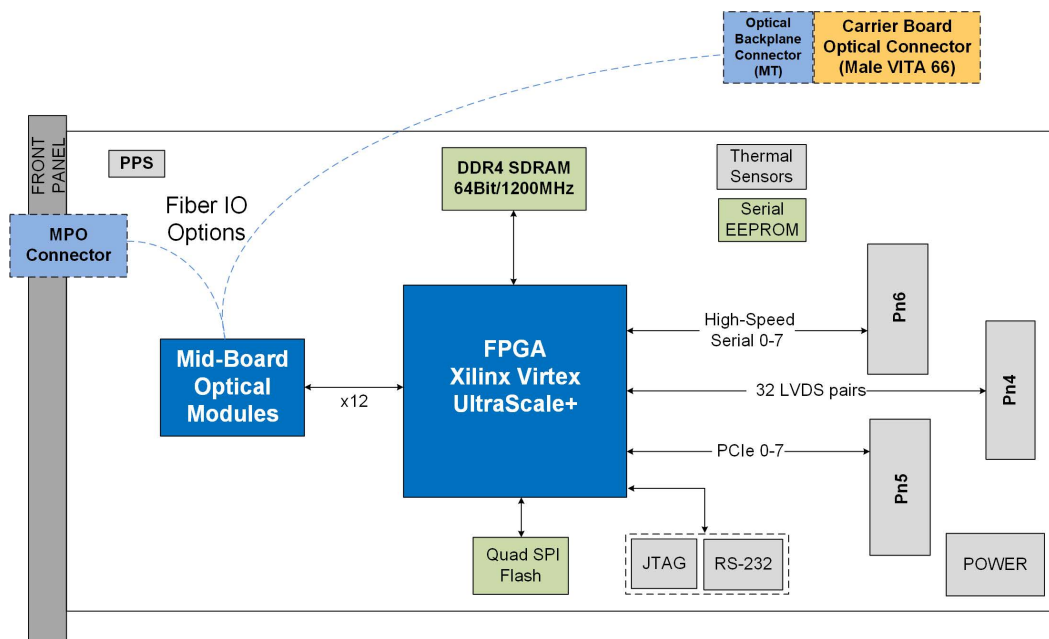 Optical
Backplane
Connector
(MT)
Carrier Board
Optical Connector
(Male VITA 66)
FRONT
PANEL
PPS
DDR4 SDRAM
64Bit/1200MHz
Thermal
Sensors
Serial
EEPROM
Fiber IO
Options
MPO
Connector
Mid-Board
Optical
Modules
x12
FPGA
Xilinx Virtex
UltraScale+
High-Speed
Serial 0-7
Pn6
32 LVDS pairs
Pn4
PCIe 0-7
Pn5
Quad SPI
Flash
JTAG
RS-232
POWER